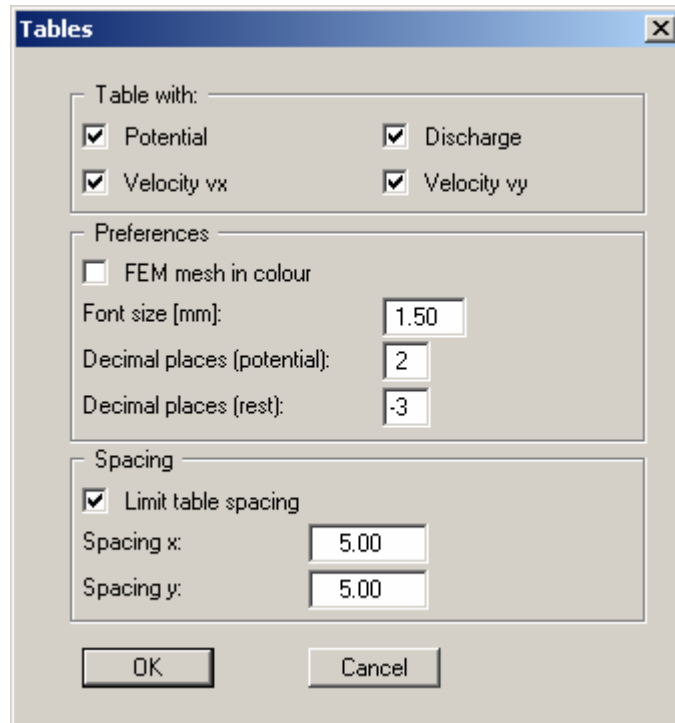 Tables
Table with:
Potential
Discharge
Velocity vx
Velocity vy
Preferences
FEM mesh in colour
Font size [mm]: 1.50
Decimal places (potential): 2
Decimal places (rest): -3
Spacing
Limit table spacing
Spacing x: 5.00
Spacing y: 5.00
OK
Cancel